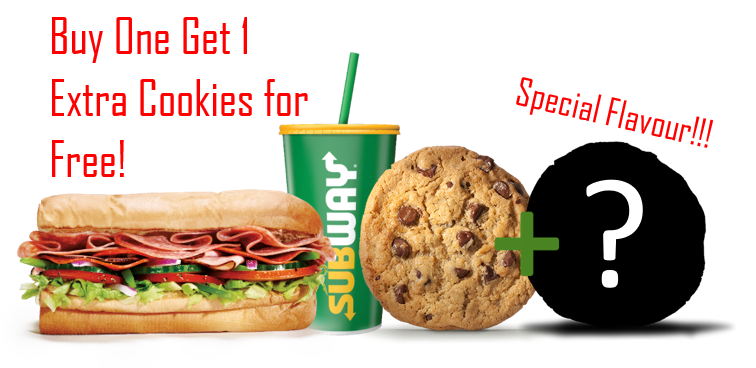 Buy One Get 1
Extra Cookies for
Free!
Special Flavour!!!
SUBWAY
?